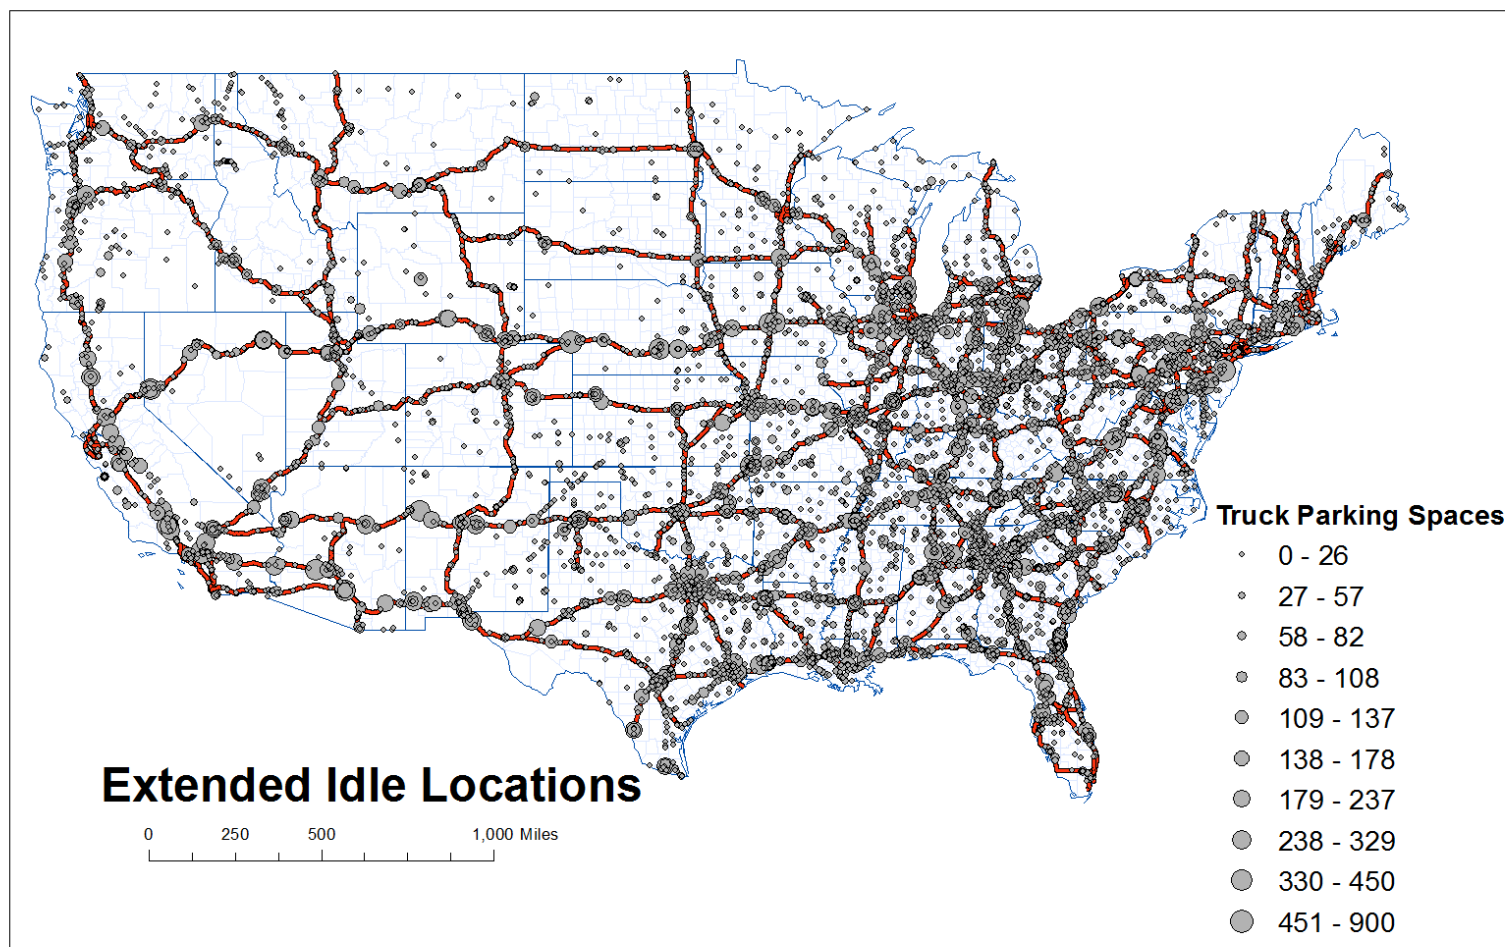 Truck Parking Spaces
0 - 26
27 - 57
58 - 82
83 - 108
109 - 137
138 - 178
179 - 237
238 - 329
330 - 450
451 - 900
Extended Idle Locations
0 250 500 1,000 Miles